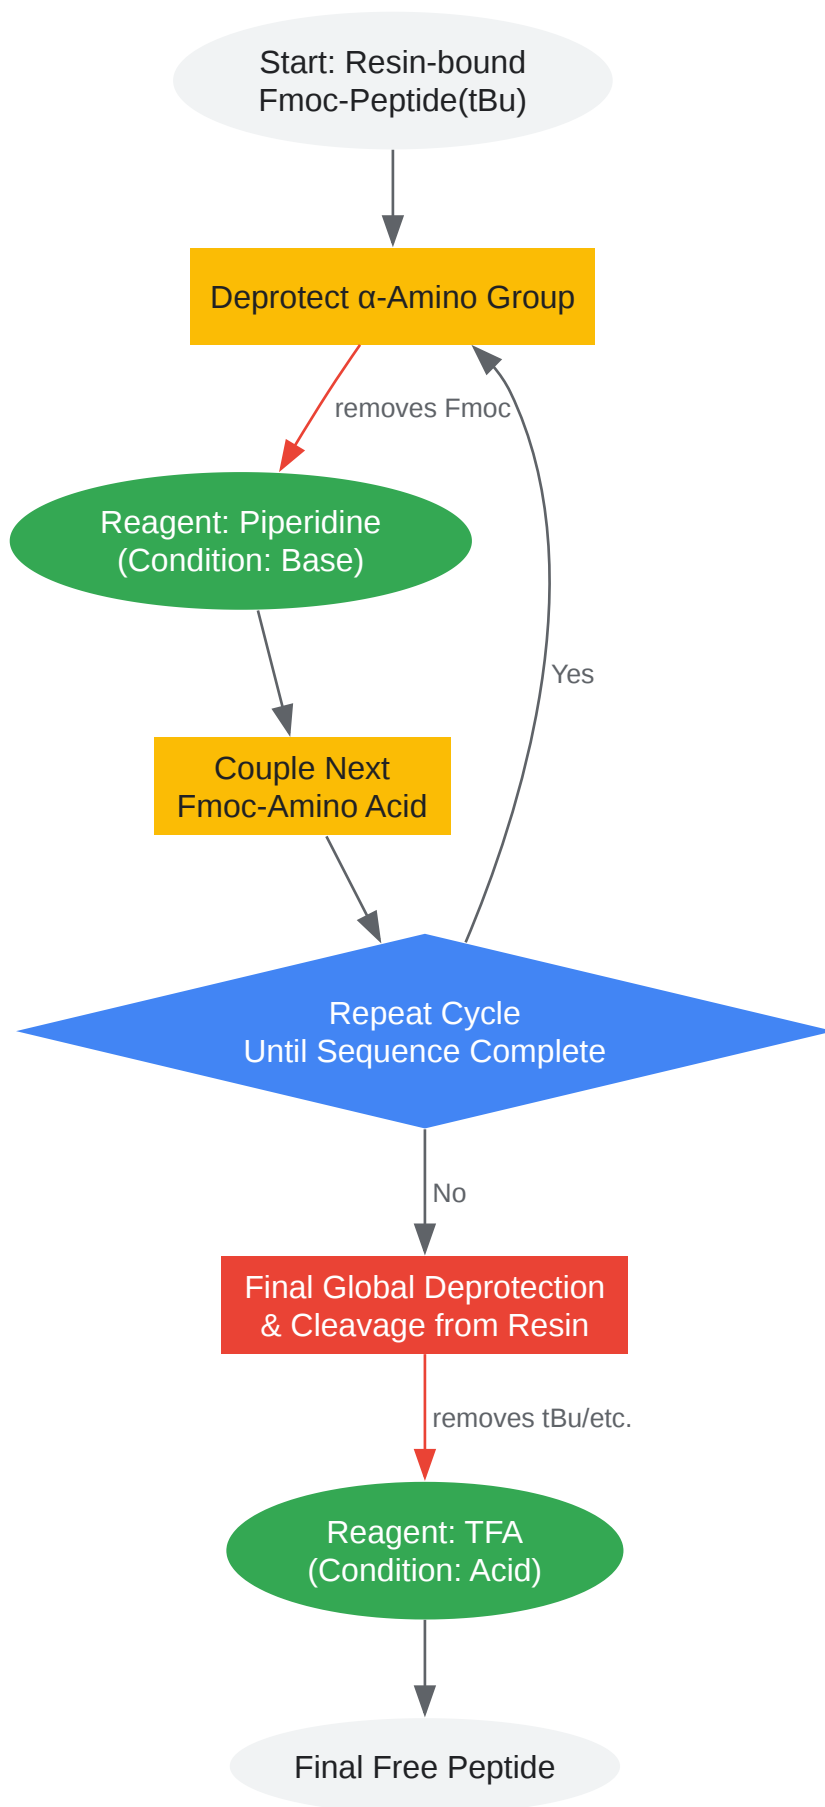 Start: Resin-bound
Fmoc-Peptide(tBu)
Deprotect α-Amino Group
removes Fmoc
Reagent: Piperidine
(Condition: Base)
Yes
Couple Next
Fmoc-Amino Acid
Repeat Cycle
Until Sequence Complete
No
Final Global Deprotection
& Cleavage from Resin
removes tBu/etc.
Reagent: TFA
(Condition: Acid)
Final Free Peptide